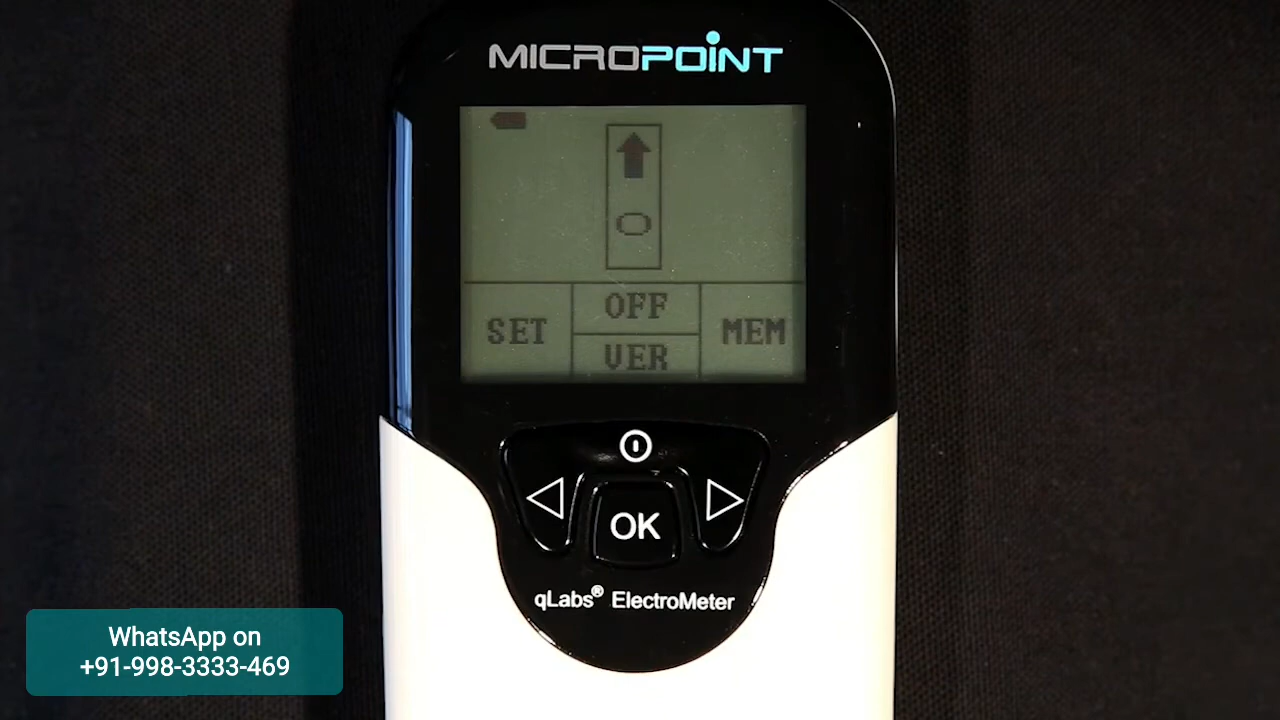 MICROPOINT
SET
OFF
VER
MEM
OK
qLabs® ElectroMeter
WhatsApp on
+91-998-3333-469